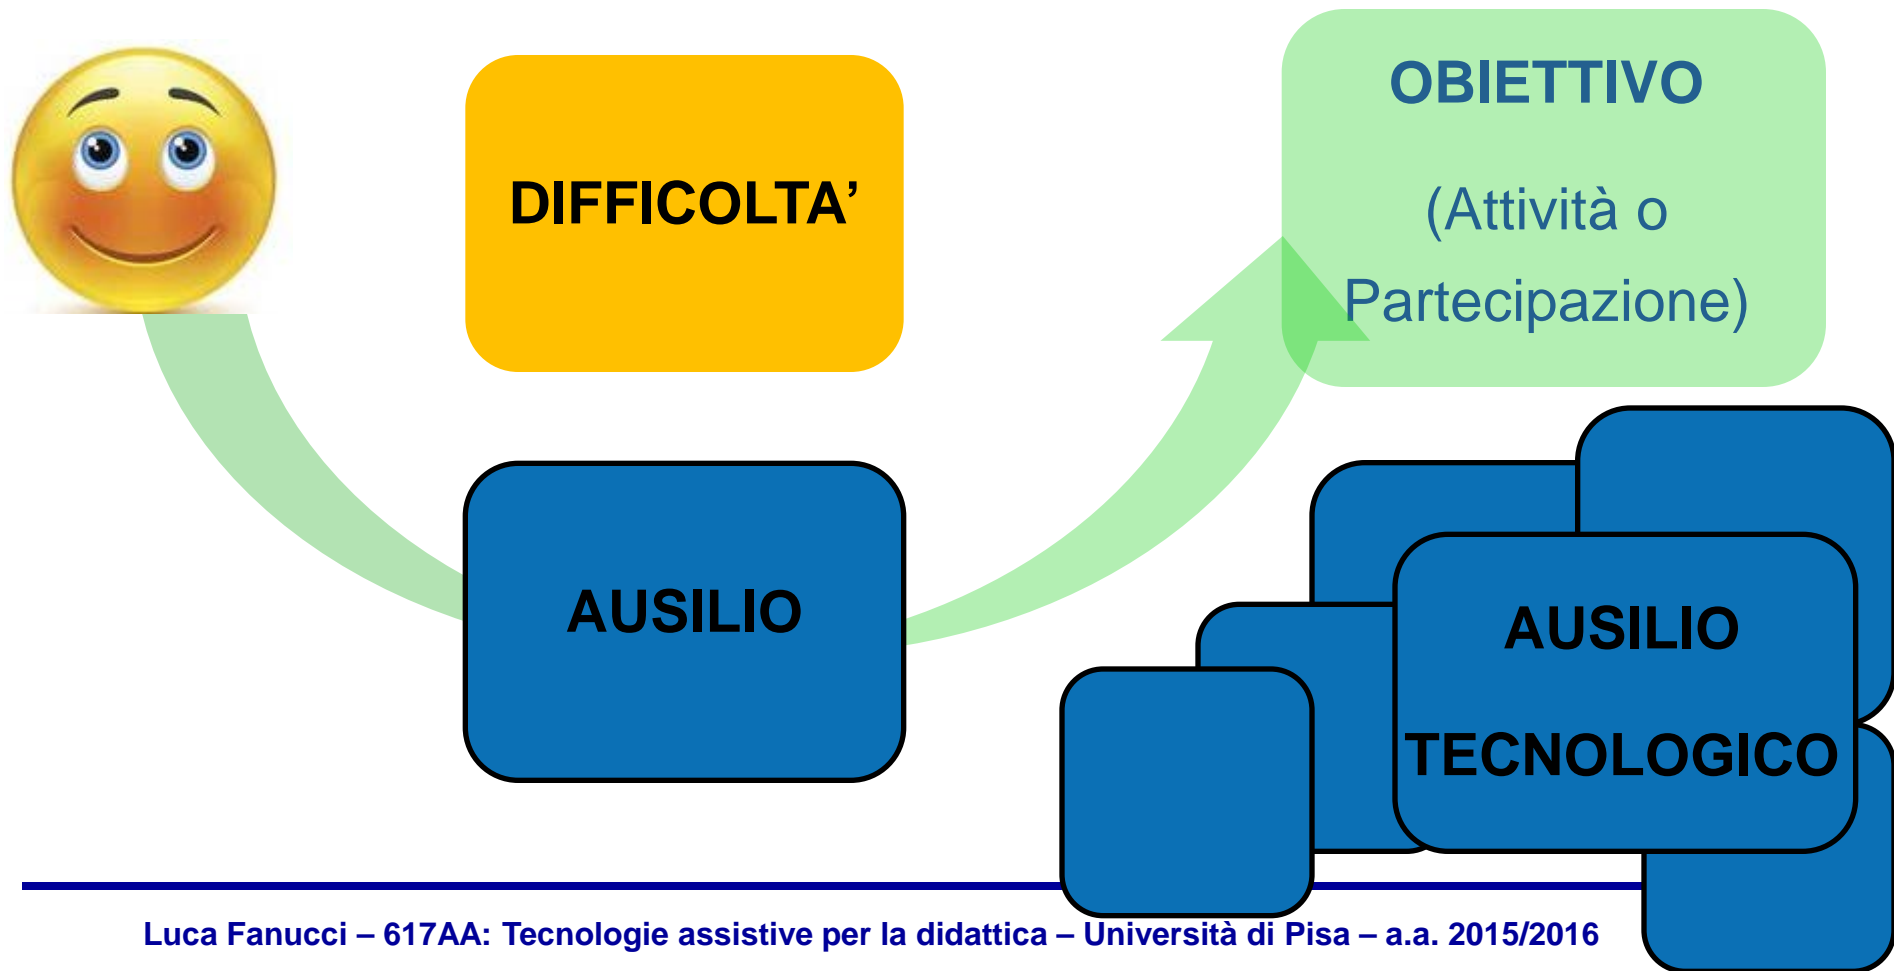 DIFFICOLTA’
OBIETTIVO
(Attività o
Partecipazione)
AUSILIO
AUSILIO
TECNOLOGICO
Luca Fanucci – 617AA: Tecnologie assistive per la didattica – Università di Pisa – a.a. 2015/2016